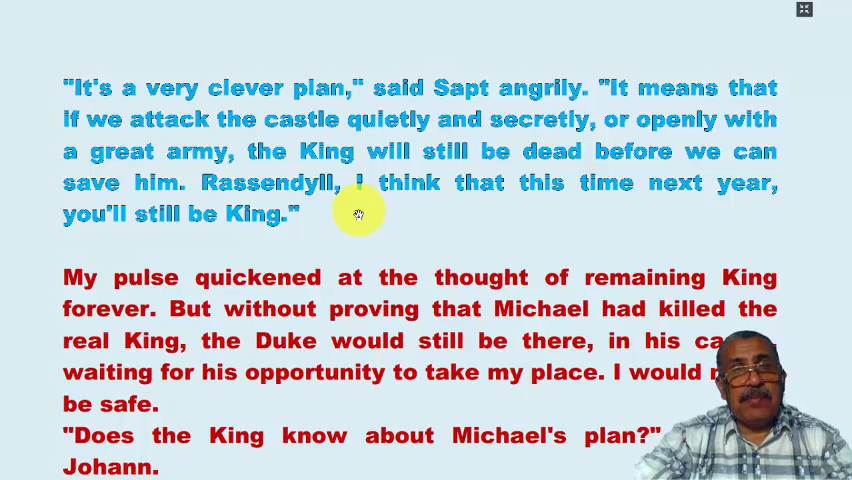 "It's a very clever plan," said Sapt angrily. "It means that
if we attack the castle quietly and secretly, or openly with
a great army, the King will still be dead before we can
save him. Rassendyll, I think that this time next year,
you'll still be King."
My pulse quickened at the thought of remaining King
forever. But without proving that Michael had killed the
real King, the Duke would still be there, in his
waiting for his opportunity to take my place. I would
be safe.
"Does the King know about Michael's plan?"
Johann.